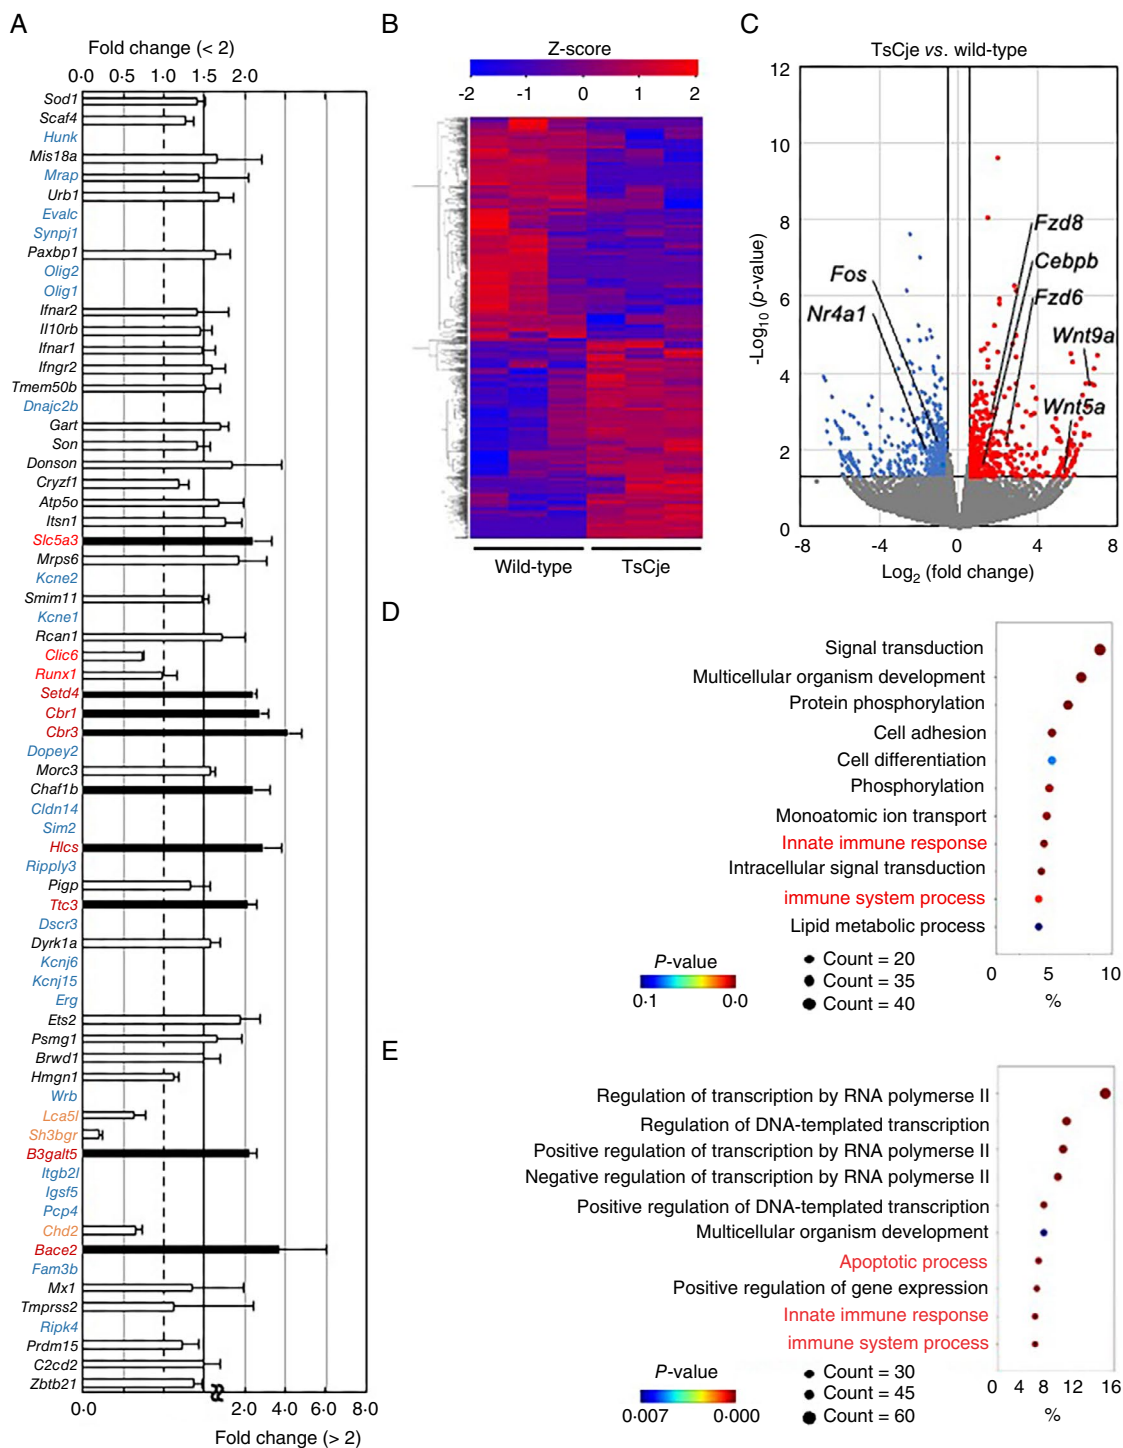 A
Fold change (< 2)
0·0 0·5 1·0 1·5 2·0
Sod1
Scaf4
Hunk
Mis18a
Mrap
Urb1
Evalc
Synpj1
Paxbp1
Olig2
Olig1
Ifnar2
Il10rb
Ifnar1
Ifngr2
Tmem50b
Dnajc2b
Gart
Son
Donson
Cryzf1
Atp5o
Itsn1
Slc5a3
Mrps6
Kcne2
Smim11
Kcne1
Rcan1
Clic6
Runx1
Setd4
Cbr1
Cbr3
Dopey2
Morc3
Chaf1b
Cldn14
Sim2
Hlcs
Ripply3
Pigp
Ttc3
Dscr3
Dyrk1a
Kcnj6
Kcnj15
Erg
Ets2
Psmg1
Brwd1
Hmgn1
Wrb
Lca5l
Sh3bgr
B3galt5
Itgb2l
Igsf5
Pcp4
Chd2
Bace2
Fam3b
Mx1
Tmprss2
Ripk4
Prdm15
C2cd2
Zbtb21
0·0 2·0 4·0 6·0 8·0
Fold change (> 2)
B
Z-score
-2 -1 0 1 2
Wild-type TsCje
C
TsCje vs. wild-type
12
10
8
6
4
2
0
-Log10 (p-value)
Fos
Nr4a1
Fzd8
Cebpb
Fzd6
Wnt9a
Wnt5a
-8 -4 0 4 8
Log2 (fold change)
D
Signal transduction
Multicellular organism development
Protein phosphorylation
Cell adhesion
Cell differentiation
Phosphorylation
Monoatomic ion transport
Innate immune response
Intracellular signal transduction
immune system process
Lipid metabolic process
P-value
0·1 0·0
Count = 20
Count = 35
Count = 40
0 5 10
%
E
Regulation of transcription by RNA polymerse II
Regulation of DNA-templated transcription
Positive regulation of transcription by RNA polymerse II
Negative regulation of transcription by RNA polymerse II
Positive regulation of DNA-templated transcription
Multicellular organism development
Apoptotic process
Positive regulation of gene expression
Innate immune response
immune system process
P-value
0·007 0·000
Count = 30
Count = 45
Count = 60
0 4 8 12 16
%